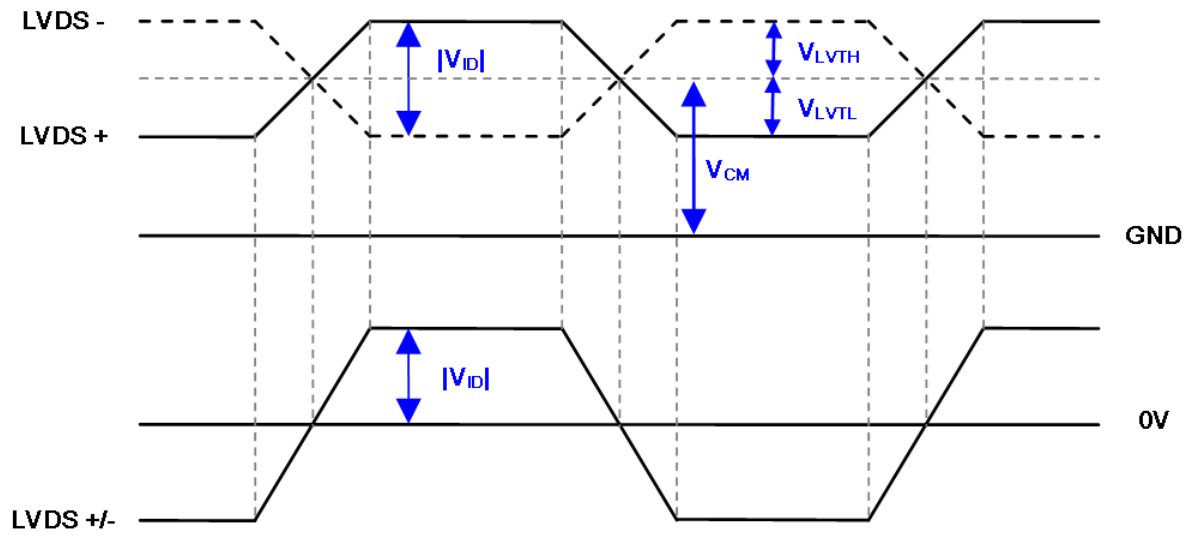 LVDS -
|VID|
VLVTH
LVDS +
VLVTL
VCM
GND
|VID|
0V
LVDS +/-